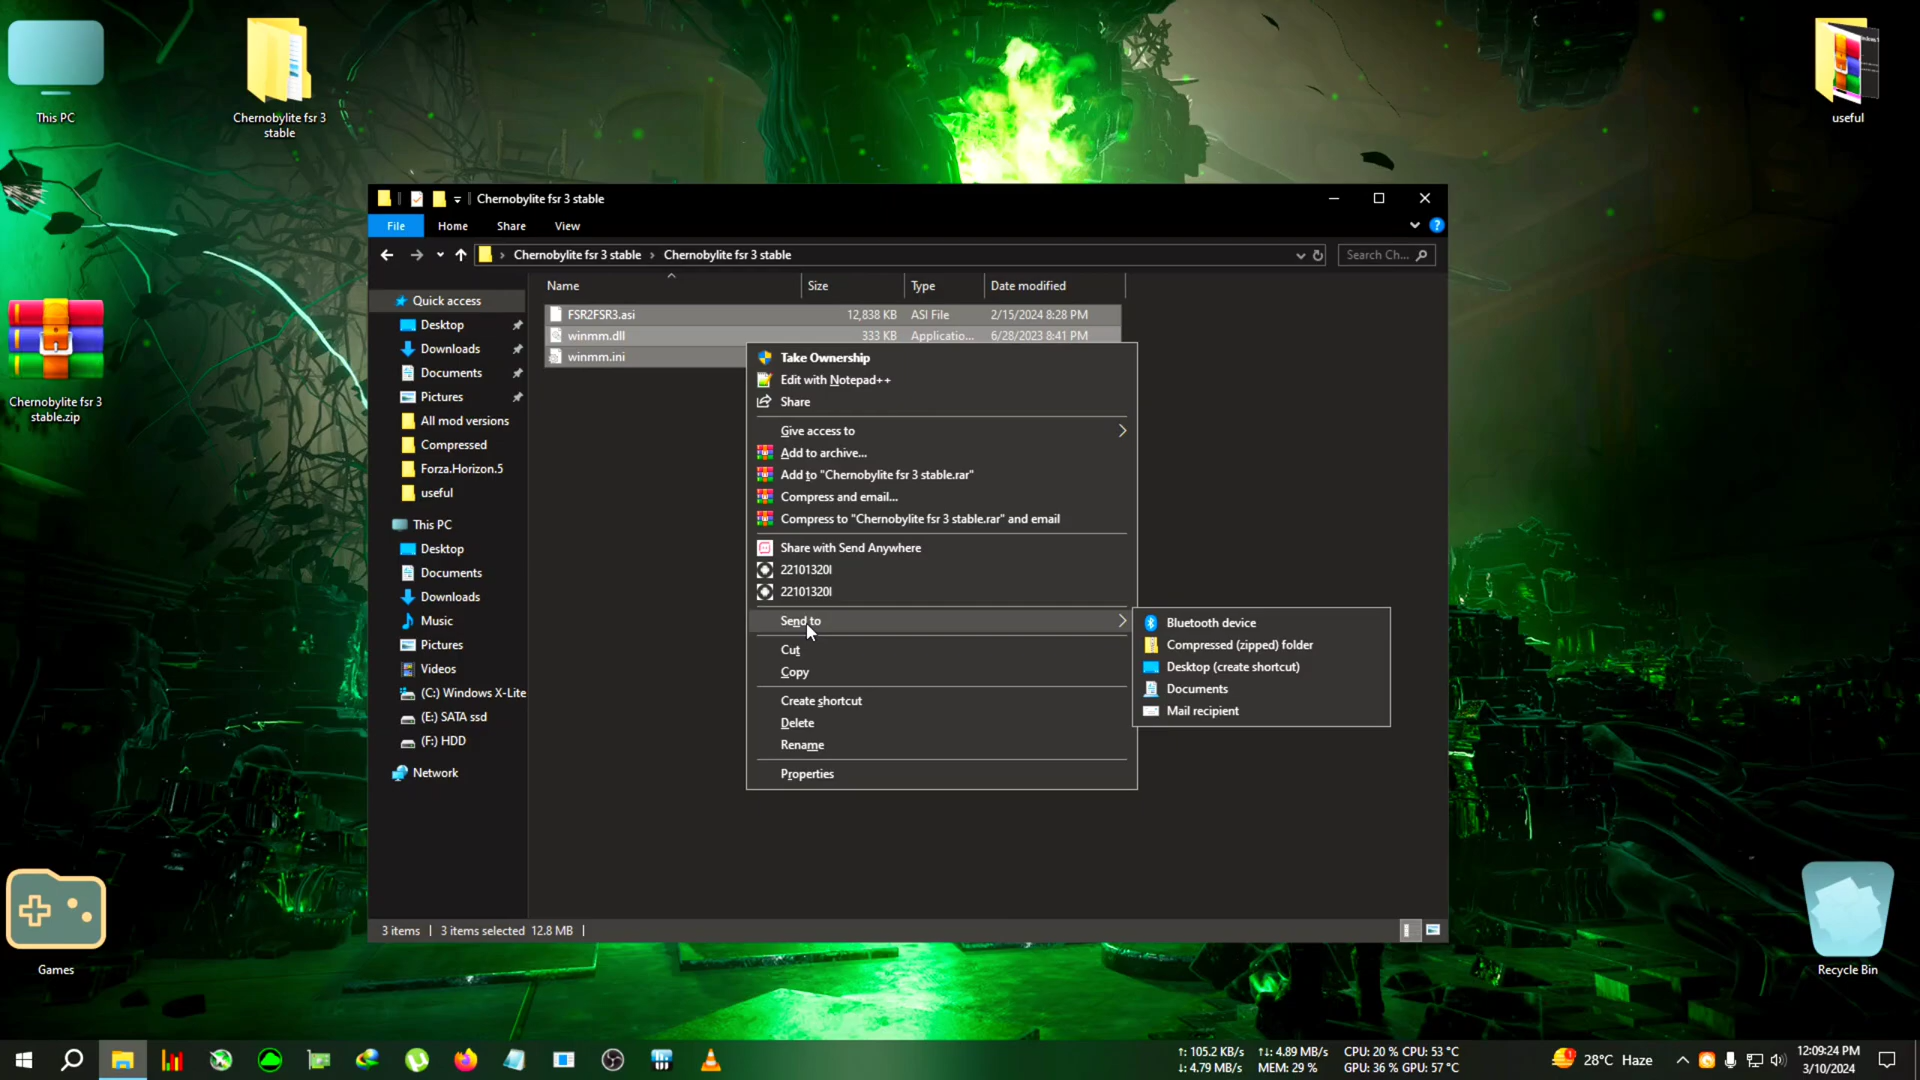 This PC
Chernobylite fsr 3
stable
useful
Chernobylite fsr 3
stable.zip
Games
Recycle Bin
Chernobylite fsr 3 stable
File
Home
Share
View
Chernobylite fsr 3 stable
Chernobylite fsr 3 stable
Search Ch...
Name
Size
Type
Date modified
Quick access
Desktop
Downloads
Documents
Pictures
All mod versions
Compressed
Forza.Horizon.5
useful
This PC
Desktop
Documents
Downloads
Music
Pictures
Videos
(C:) Windows X-Lite
(E:) SATA ssd
(F:) HDD
Network
FSR2FSR3.asi 12,838 KB ASI File 2/15/2024 8:28 PM
winmm.dll 333 KB Applicatio... 6/28/2023 8:41 PM
winmm.ini
Take Ownership
Edit with Notepad++
Share
Give access to
Add to archive...
Add to "Chernobylite fsr 3 stable.rar"
Compress and email...
Compress to "Chernobylite fsr 3 stable.rar" and email
Share with Send Anywhere
22101320I
22101320I
Send to
Cut
Copy
Create shortcut
Delete
Rename
Properties
Bluetooth device
Compressed (zipped) folder
Desktop (create shortcut)
Documents
Mail recipient
3 items
3 items selected 12.8 MB
↑: 105.2 KB/s ↑↓: 4.89 MB/s CPU: 20 % CPU: 53 °C
↓: 4.79 MB/s MEM: 29 % GPU: 36 % GPU: 57 °C
28°C Haze
12:09:24 PM
3/10/2024